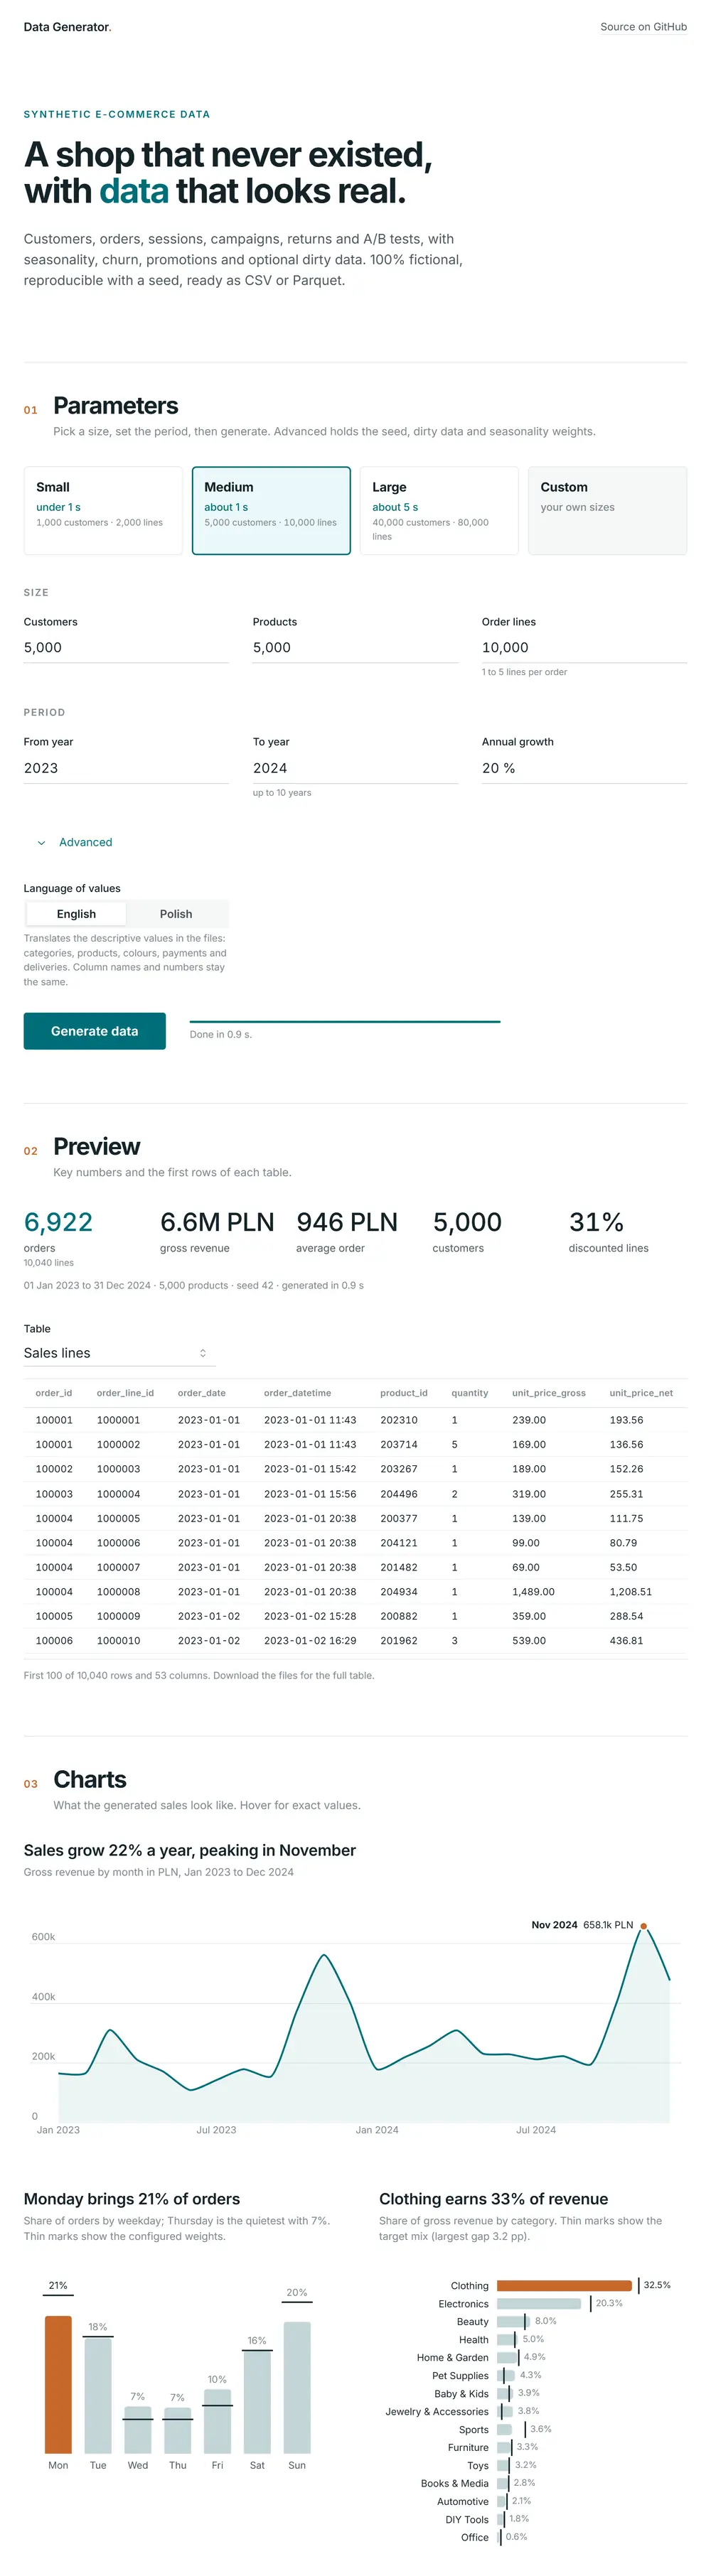 Data Generator.
Source on GitHub
SYNTHETIC E-COMMERCE DATA
A shop that never existed,
with data that looks real.
Customers, orders, sessions, campaigns, returns and A/B tests, with
seasonality, churn, promotions and optional dirty data. 100% fictional,
reproducible with a seed, ready as CSV or Parquet.
01 Parameters
Pick a size, set the period, then generate. Advanced holds the seed, dirty data and seasonality weights.
Small
under 1 s
1,000 customers · 2,000 lines
Medium
about 1 s
5,000 customers · 10,000 lines
Large
about 5 s
40,000 customers · 80,000
lines
Custom
your own sizes
SIZE
Customers
5,000
Products
5,000
Order lines
10,000
1 to 5 lines per order
PERIOD
From year
2023
To year
2024
up to 10 years
Annual growth
20 %
Advanced
Language of values
English Polish
Translates the descriptive values in the files:
categories, products, colours, payments and
deliveries. Column names and numbers stay
the same.
Generate data
Done in 0.9 s.
02 Preview
Key numbers and the first rows of each table.
6,922
orders
10,040 lines
6.6M PLN
gross revenue
946 PLN
average order
5,000
customers
31%
discounted lines
01 Jan 2023 to 31 Dec 2024 · 5,000 products · seed 42 · generated in 0.9 s
Table
Sales lines
order_id order_line_id order_date order_datetime product_id quantity unit_price_gross unit_price_net
100001 1000001 2023-01-01 2023-01-01 11:43 202310 1 239.00 193.56
100001 1000002 2023-01-01 2023-01-01 11:43 203714 5 169.00 136.56
100002 1000003 2023-01-01 2023-01-01 15:42 203267 1 189.00 152.26
100003 1000004 2023-01-01 2023-01-01 15:56 204496 2 319.00 255.31
100004 1000005 2023-01-01 2023-01-01 20:38 200377 1 139.00 111.75
100004 1000006 2023-01-01 2023-01-01 20:38 204121 1 99.00 80.79
100004 1000007 2023-01-01 2023-01-01 20:38 201482 1 69.00 53.50
100004 1000008 2023-01-01 2023-01-01 20:38 204934 1 1,489.00 1,208.51
100005 1000009 2023-01-02 2023-01-02 15:28 200882 1 359.00 288.54
100006 1000010 2023-01-02 2023-01-02 16:29 201962 3 539.00 436.81
First 100 of 10,040 rows and 53 columns. Download the files for the full table.
03 Charts
What the generated sales look like. Hover for exact values.
Sales grow 22% a year, peaking in November
Gross revenue by month in PLN, Jan 2023 to Dec 2024
Nov 2024 658.1k PLN
600k
400k
200k
0
Jan 2023 Jul 2023 Jan 2024 Jul 2024
Monday brings 21% of orders
Share of orders by weekday; Thursday is the quietest with 7%.
Thin marks show the configured weights.
21%
18%
7%
7%
10%
16%
20%
Mon Tue Wed Thu Fri Sat Sun
Clothing earns 33% of revenue
Share of gross revenue by category. Thin marks show the
target mix (largest gap 3.2 pp).
Clothing 32.5%
Electronics 20.3%
Beauty 8.0%
Health 5.0%
Home & Garden 4.9%
Pet Supplies 4.3%
Baby & Kids 3.9%
Jewelry & Accessories 3.8%
Sports 3.6%
Furniture 3.3%
Toys 3.2%
Books & Media 2.8%
Automotive 2.1%
DIY Tools 1.8%
Office 0.6%